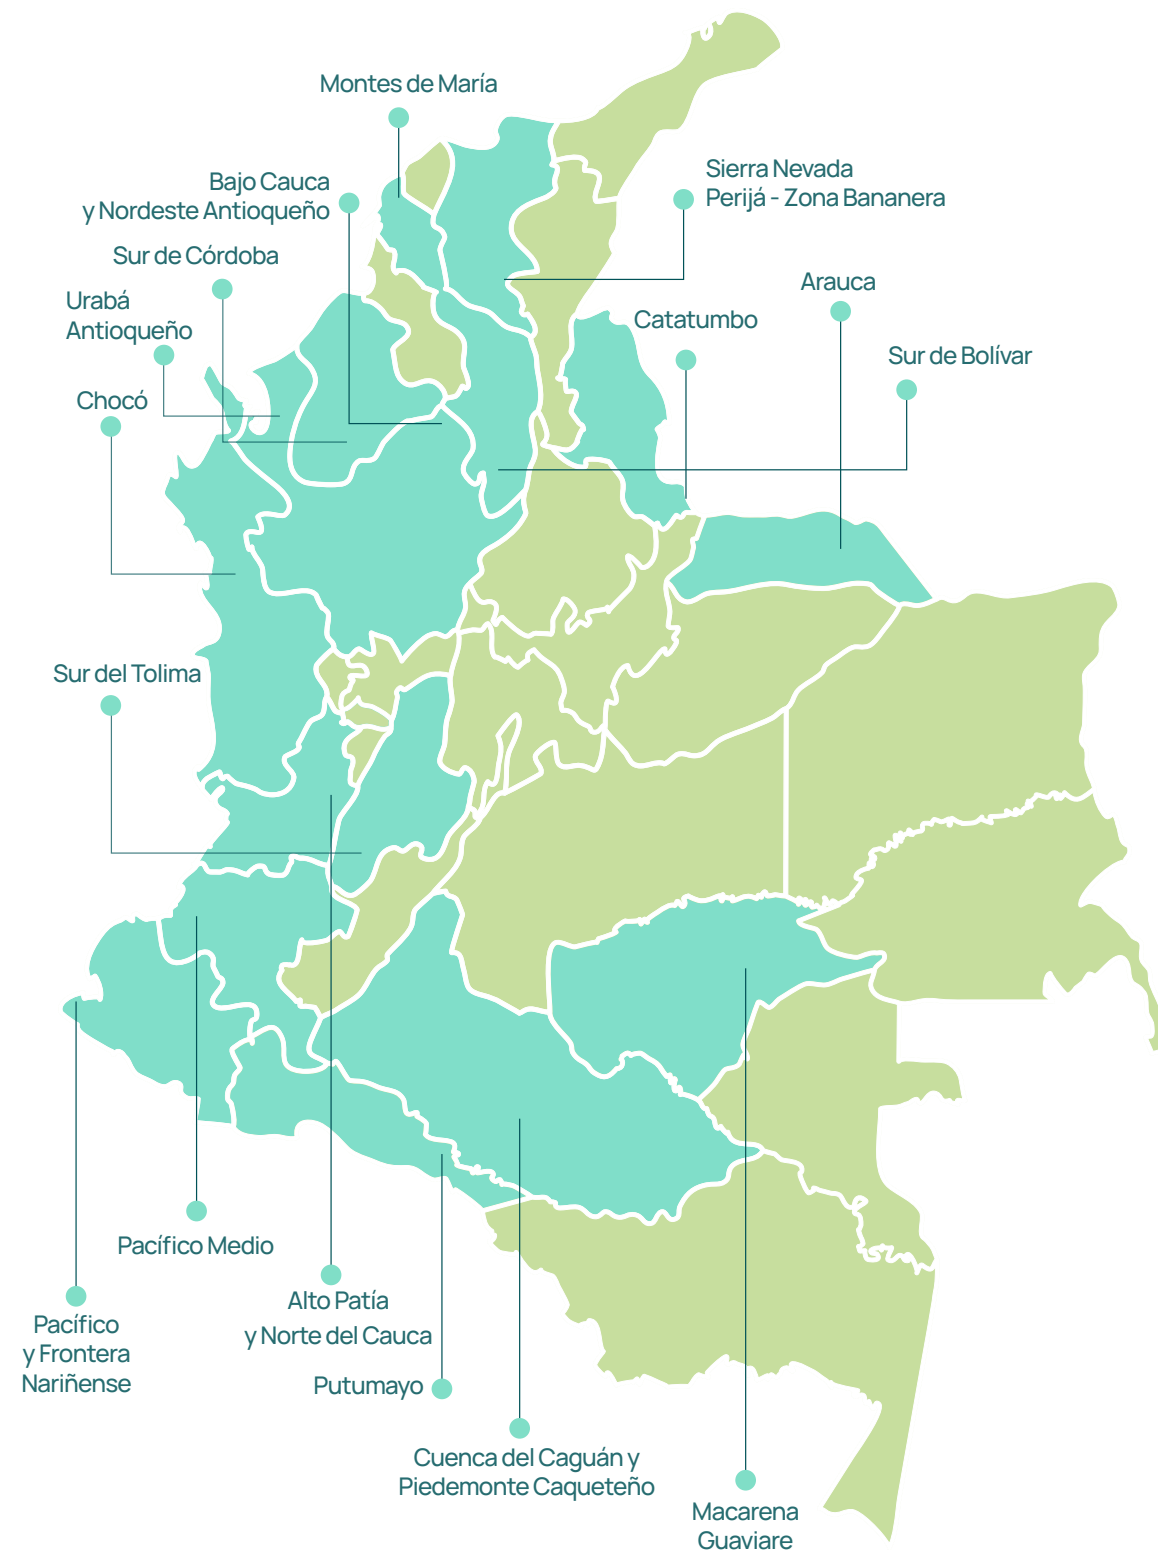 Montes de María
Bajo Cauca
y Nordeste Antioqueño
Sierra Nevada
Perijá - Zona Bananera
Sur de Córdoba
Urabá
Antioqueño
Arauca
Catatumbo
Sur de Bolívar
Chocó
Sur del Tolima
Pacífico Medio
Alto Patía
y Norte del Cauca
Pacífico
y Frontera
Nariñense
Putumayo
Cuenca del Caguán y
Piedemonte Caqueteño
Macarena
Guaviare